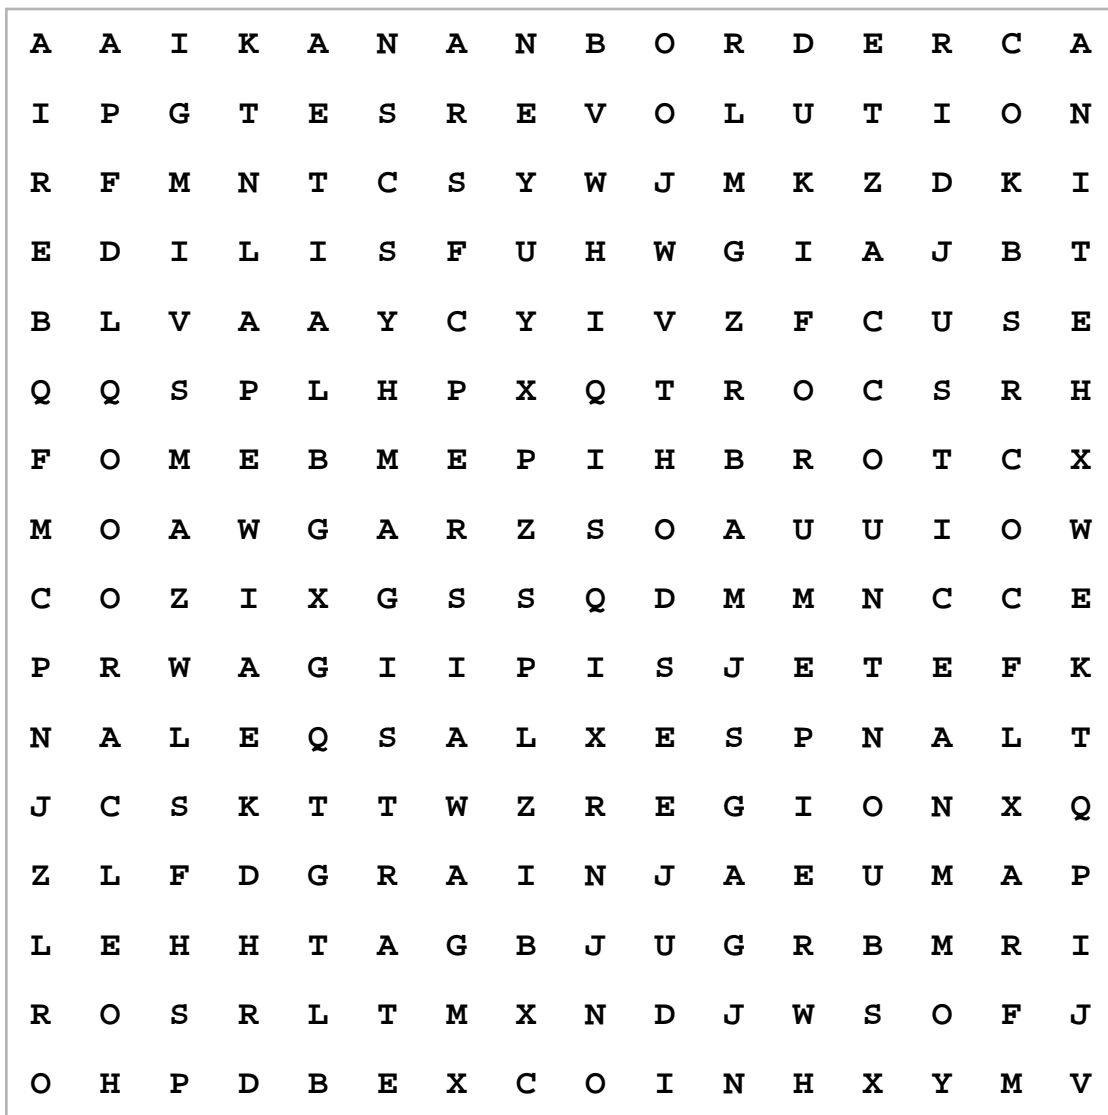 A A I K A N A N B O R D E R C A
I P G T E S R E V O L U T I O N
R F M N T C S Y W J M K Z D K I
E D I L I S F U H W G I A J B T
B L V A A Y C Y I V Z F C U S E
Q Q S P L H P X Q T R O C S R H
F O M E B M E P I H B R O T C X
M O A W G A R Z S O A U U I O W
C O Z I X G S S Q D M M N C C E
P R W A G I I P I S J E T E F K
N A L E Q S A L X E S P N A L T
J C S K T T W Z R E G I O N X Q
Z L F D G R A I N J A E U M A P
L E H H T A G B J U G R B M R I
R O S R L T M X N D J W S O F J
O H P D B E X C O I N H X Y M V